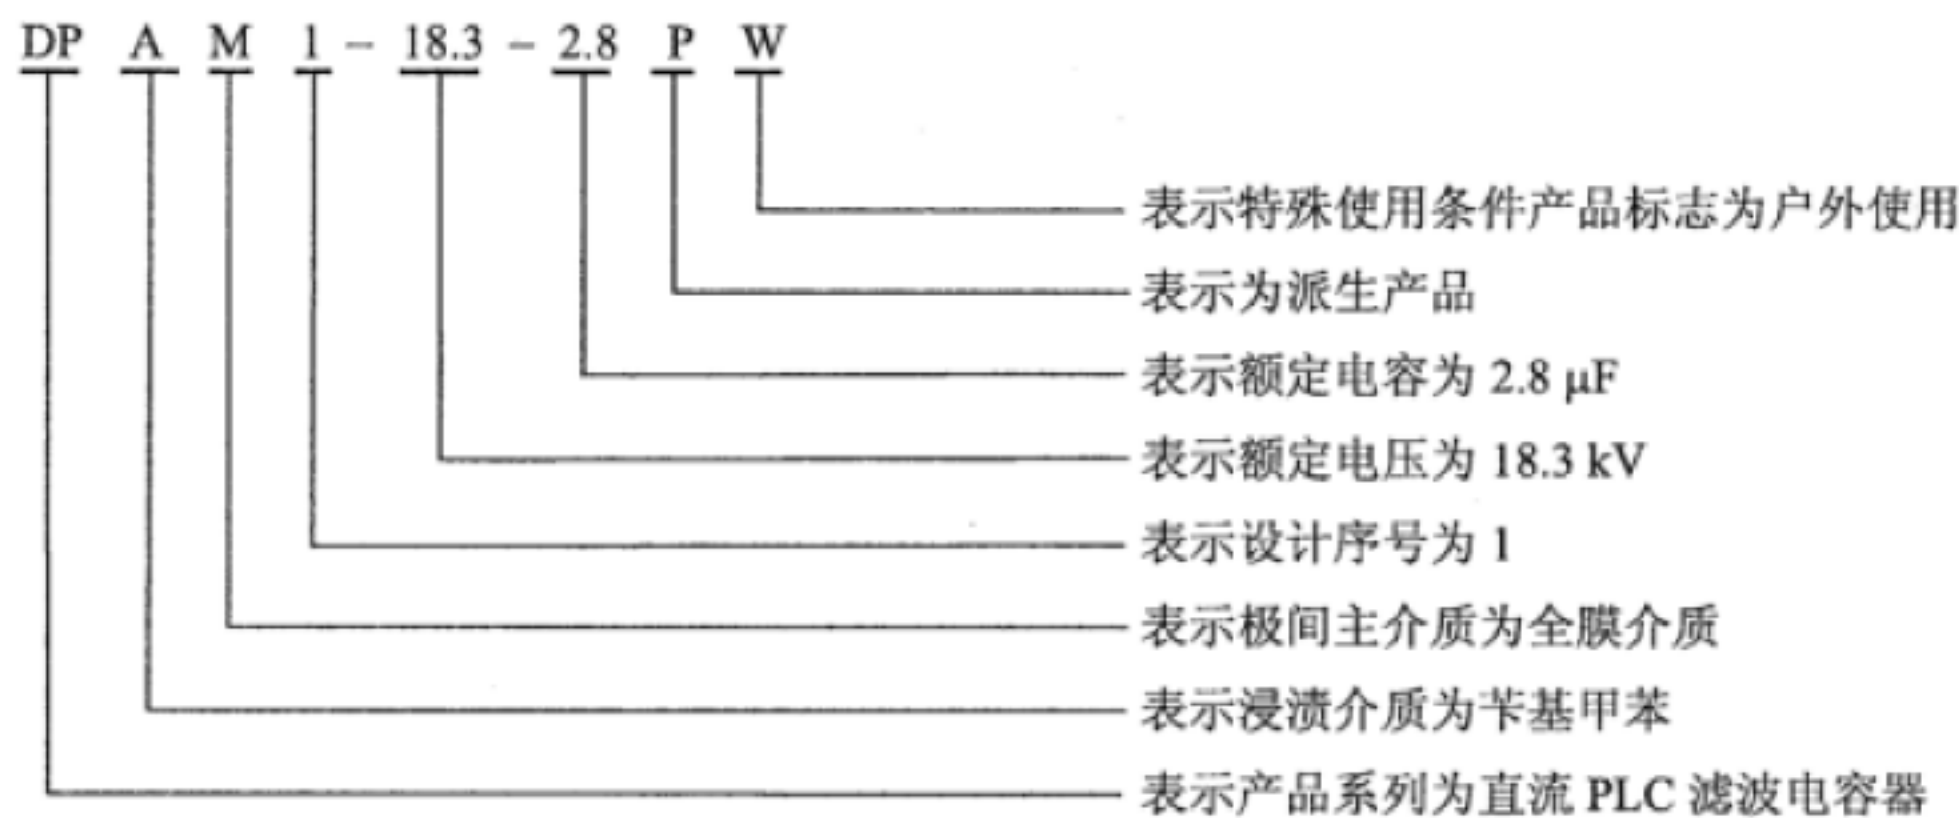 DP A M 1 - 18.3 - 2.8 P W
表示特殊使用条件产品标志为户外使用
表示为派生产品
表示额定电容为 2.8 μF
表示额定电压为 18.3 kV
表示设计序号为 1
表示极间主介质为全膜介质
表示浸渍介质为苄基甲苯
表示产品系列为直流 PLC 滤波电容器